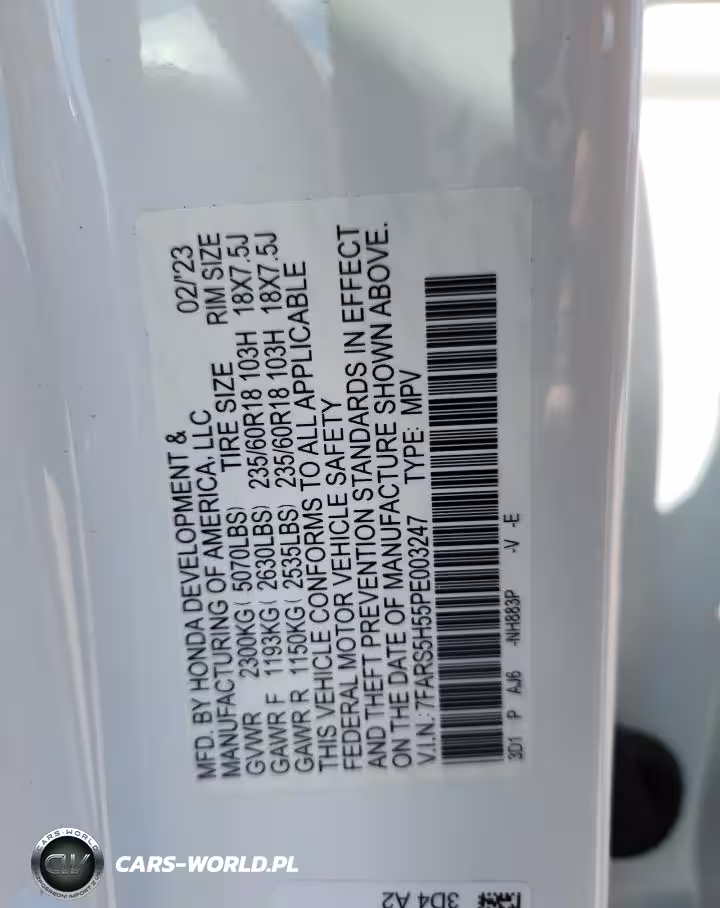 MFD. BY HONDA DEVELOPMENT & 02/'23
MANUFACTURING OF AMERICA, LLC
TIRE SIZE RIM SIZE
GVWR 2300KG ( 5070LBS)
GAWR F 1193KG ( 2630LBS) 235/60R18 103H 18X7.5J
GAWR R 1150KG ( 2535LBS) 235/60R18 103H 18X7.5J
THIS VEHICLE CONFORMS TO ALL APPLICABLE
FEDERAL MOTOR VEHICLE SAFETY
AND THEFT PREVENTION STANDARDS IN EFFECT
ON THE DATE OF MANUFACTURE SHOWN ABOVE.
V.I.N.: 7FARS5H55PE003247 TYPE: MPV
3D1 P AJ6 -NH883P -V -E
3D4 A2
CARS-WORLD
CW
CARS-WORLD.PL